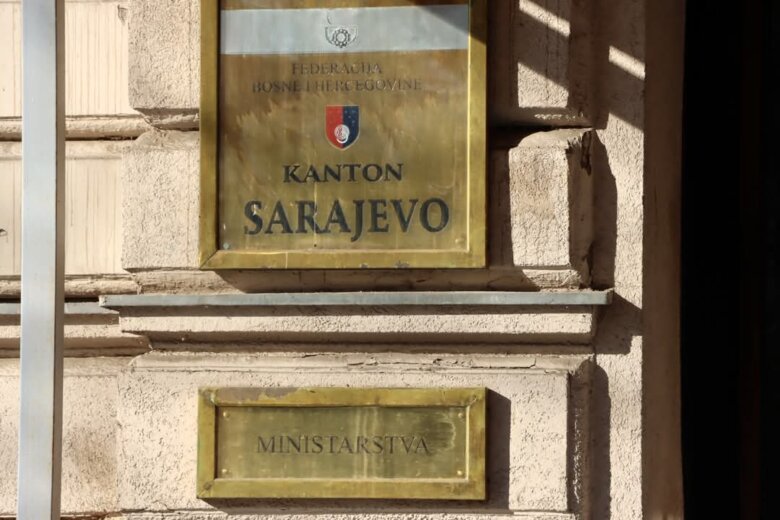 FEDERACIJA
BOSNE I HERCEGOVINE
KANTON
SARAJEVO
MINISTARSTVA